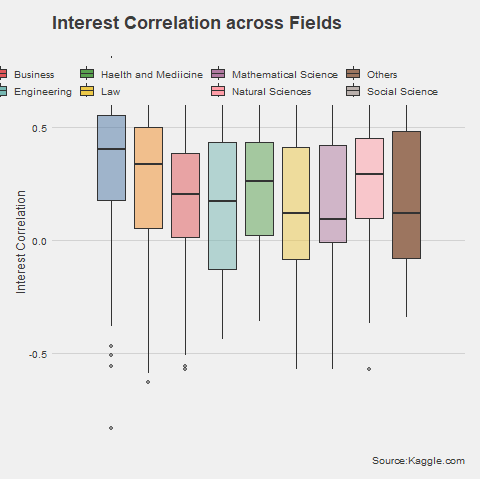 Interest Correlation across Fields
Business Haelth and Mediicine Mathematical Science Others
Engineering Law Natural Sciences Social Science
0.5
0.0
-0.5
Interest Correlation
Source:Kaggle.com